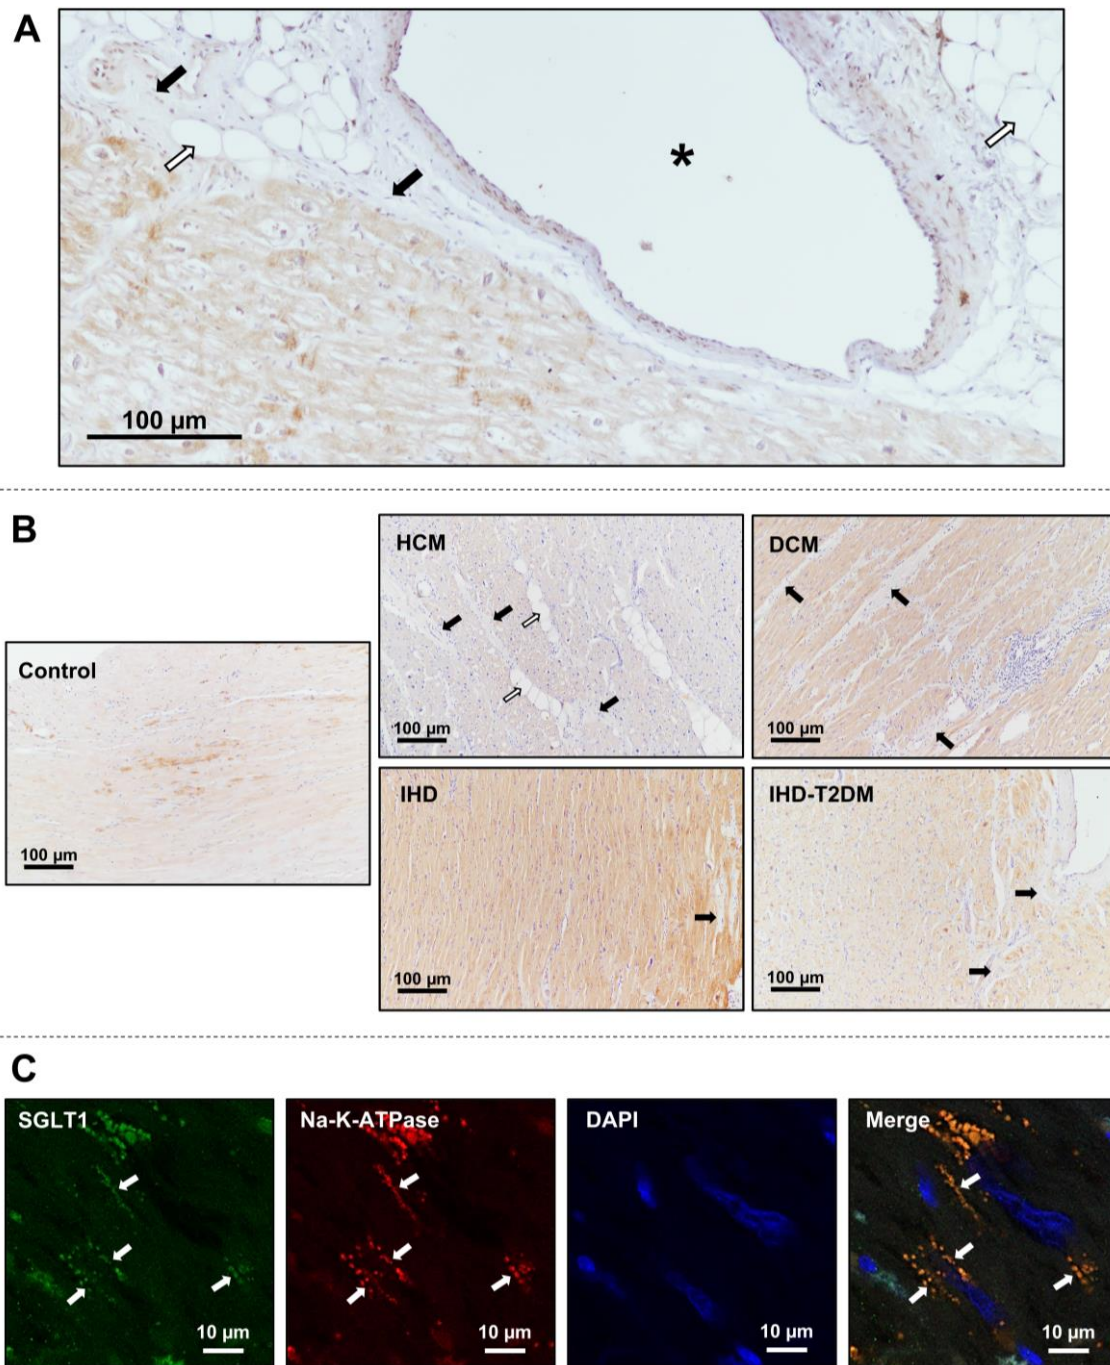 A
*
100 µm
B
Control
100 µm
HCM
100 µm
DCM
100 µm
IHD
100 µm
IHD-T2DM
100 µm
C
SGLT1
10 µm
Na-K-ATPase
10 µm
DAPI
10 µm
Merge
10 µm